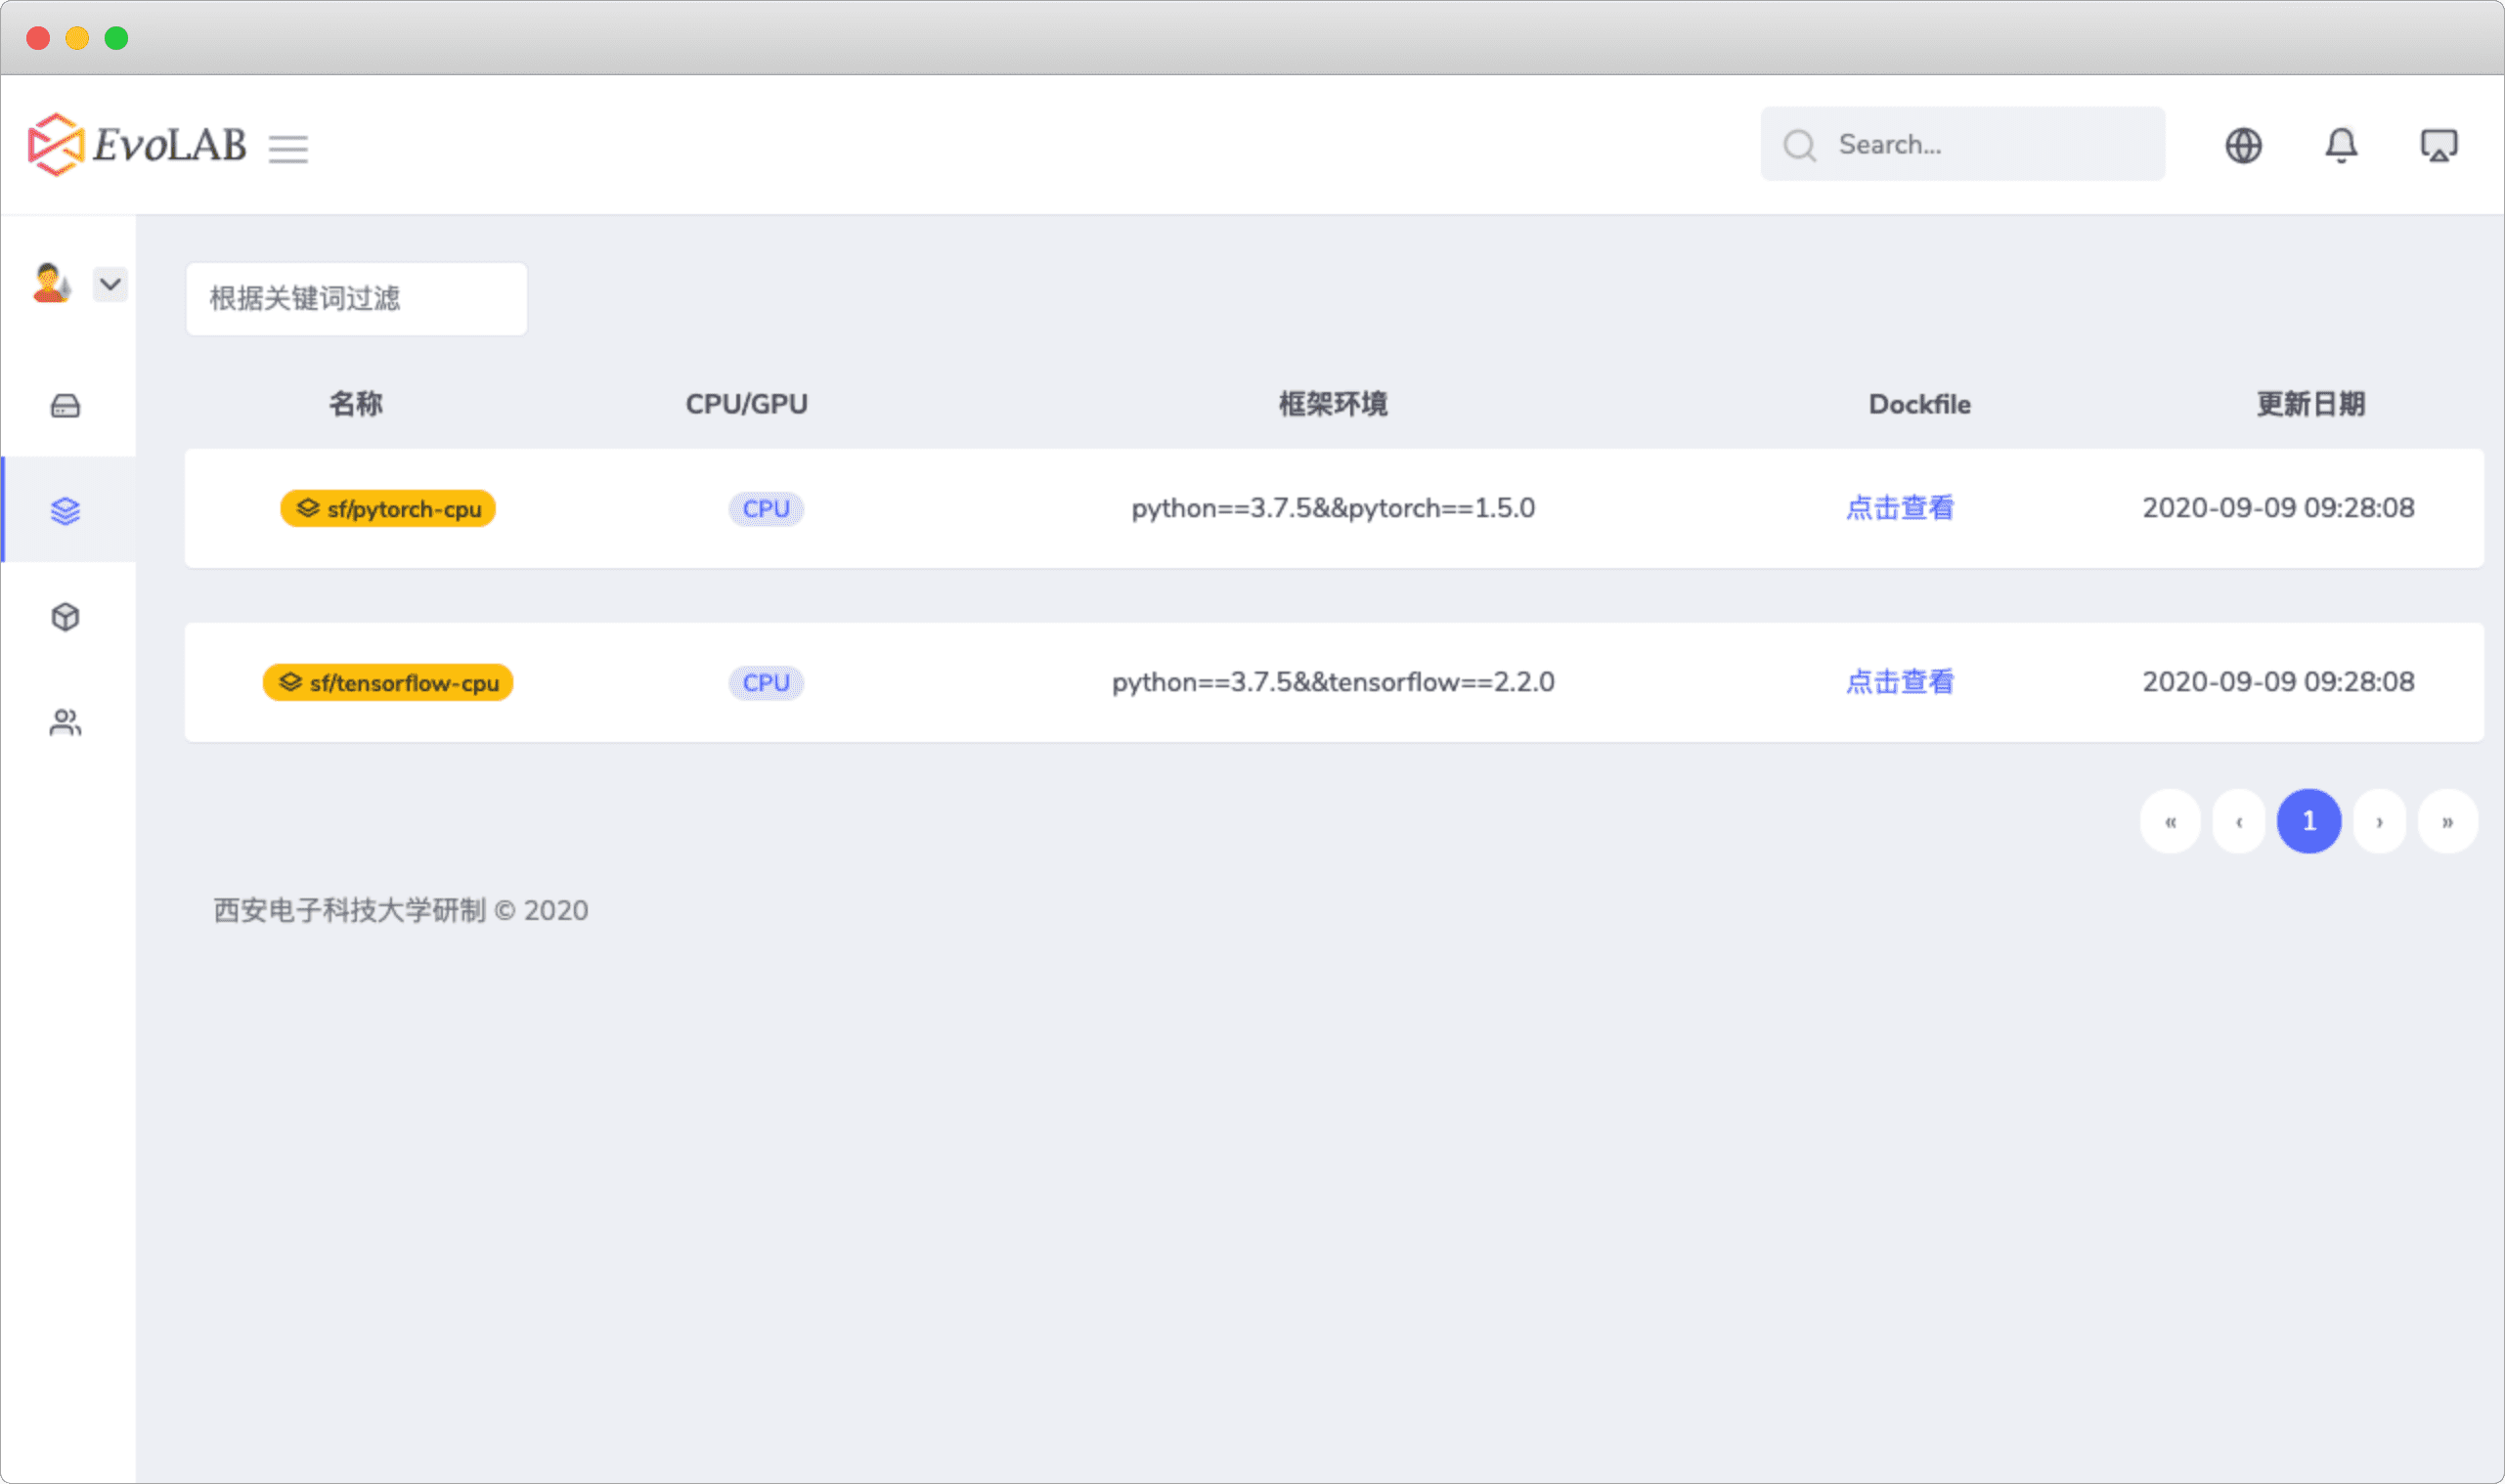 EvoLAB
Search...
根据关键词过滤
名称 CPU/GPU 框架环境 Dockfile 更新日期
sf/pytorch-cpu CPU python==3.7.5&&pytorch==1.5.0 点击查看 2020-09-09 09:28:08
sf/tensorflow-cpu CPU python==3.7.5&&tensorflow==2.2.0 点击查看 2020-09-09 09:28:08
« ‹ 1 › »
西安电子科技大学研制 © 2020